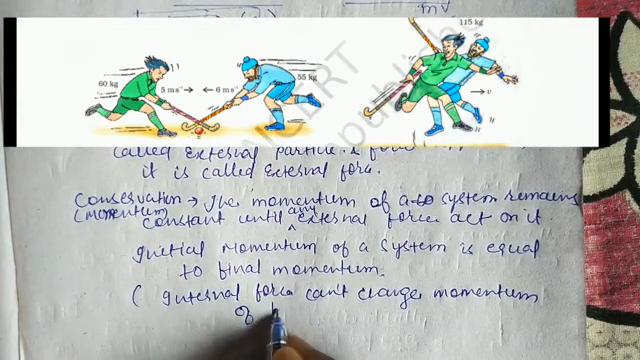 mv
60 kg
5 m s⁻¹ → ← 6 m s⁻¹
55 kg
115 kg
→ v
NCERT
called External particle & force
it is called External force.
Conservation → The momentum of a system remains
(momentum) constant until any external force act on it
Initial momentum of a system is equal
to final momentum.
( Internal force can't change momentum
of